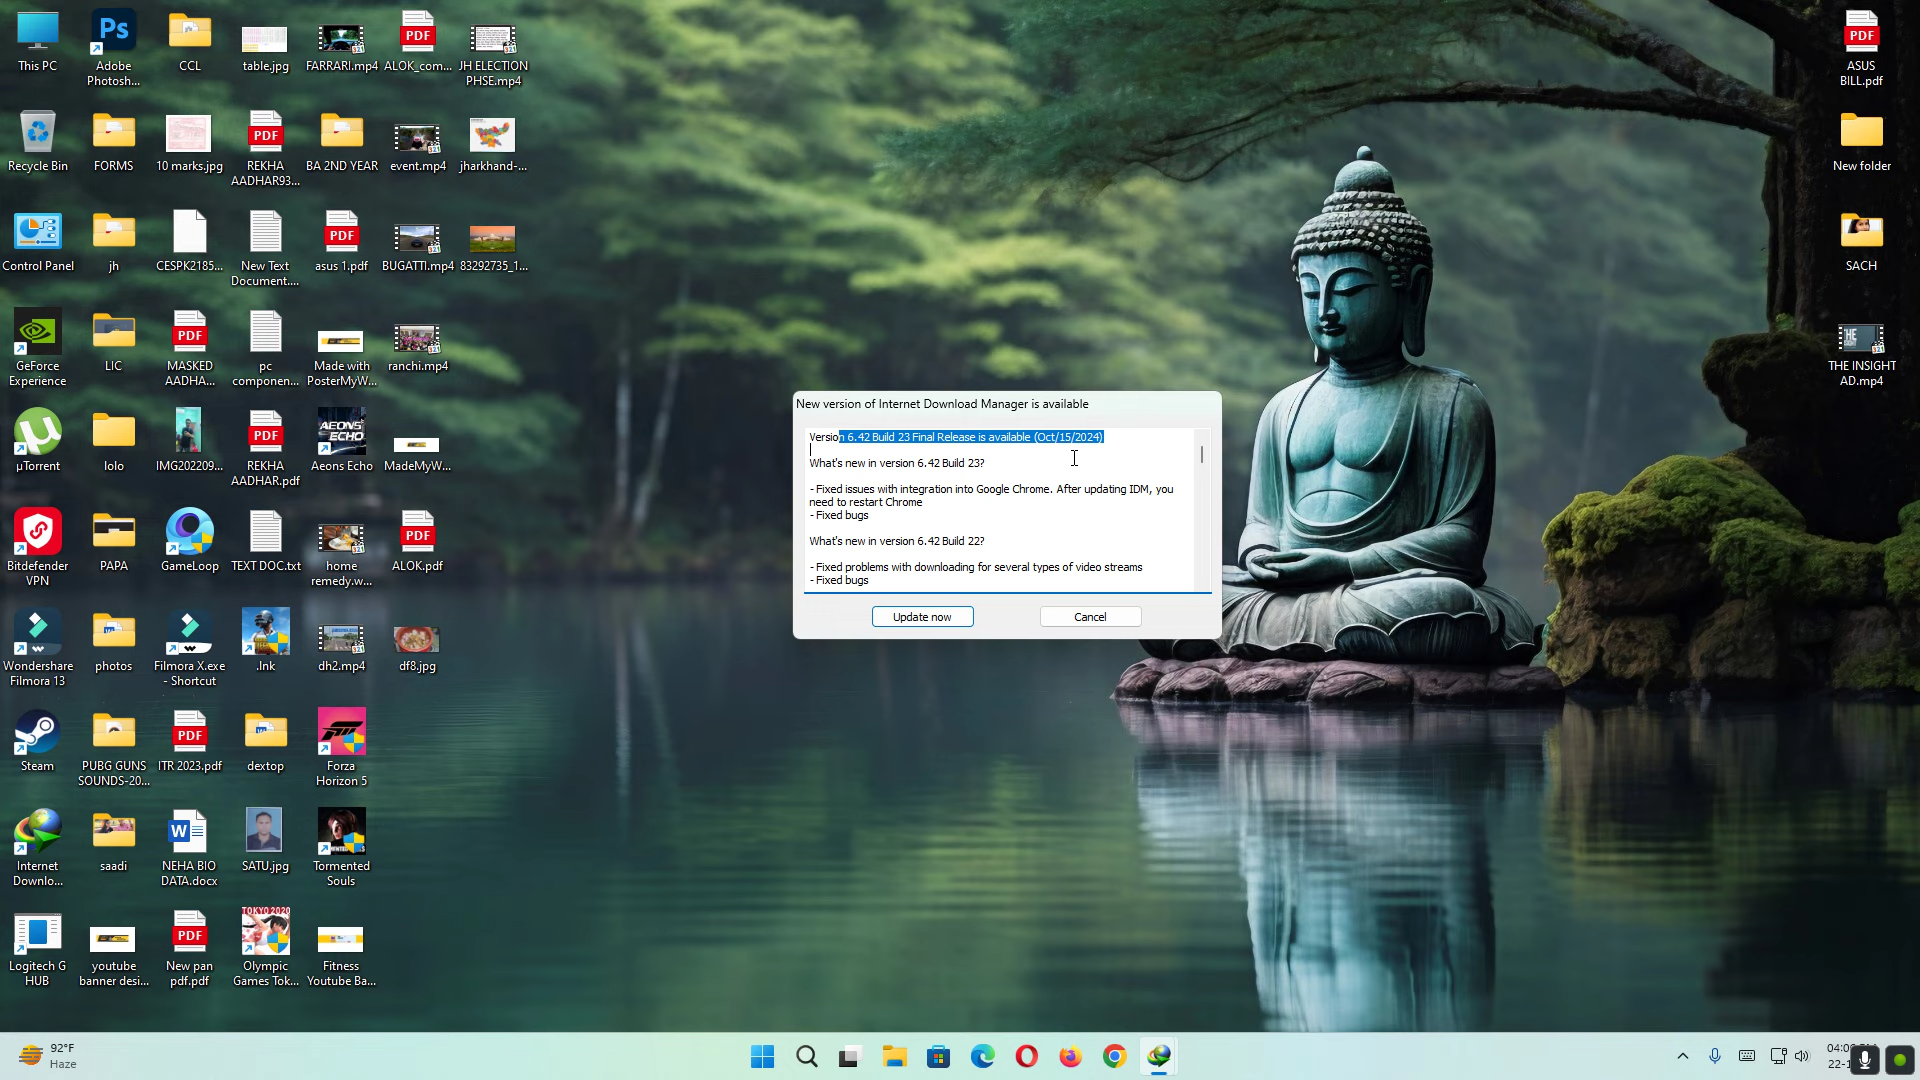 This PC
Adobe
Photosh...
CCL
table.jpg
FARRARI.mp4
ALOK_com...
JH ELECTION
PHSE.mp4
ASUS
BILL.pdf
Recycle Bin
FORMS
10 marks.jpg
REKHA
AADHAR93...
BA 2ND YEAR
event.mp4
jharkhand-...
New folder
Control Panel
jh
CESPK2185...
New Text
Document....
asus 1.pdf
BUGATTI.mp4
83292735_1...
SACH
GeForce
Experience
LIC
MASKED
AADHA...
pc
componen...
Made with
PosterMyW...
ranchi.mp4
THE INSIGHT
AD.mp4
µTorrent
lolo
IMG202209...
REKHA
AADHAR.pdf
AEONS
ECHO
Aeons Echo
MadeMyW...
Bitdefender
VPN
PAPA
GameLoop
TEXT DOC.txt
home
remedy.w...
ALOK.pdf
Wondershare
Filmora 13
photos
Filmora X.exe
- Shortcut
.lnk
dh2.mp4
df8.jpg
Steam
PUBG GUNS
SOUNDS-20...
ITR 2023.pdf
dextop
Forza
Horizon 5
Internet
Downlo...
saadi
NEHA BIO
DATA.docx
SATU.jpg
Tormented
Souls
Logitech G
HUB
youtube
banner desi...
New pan
pdf.pdf
TOKYO 2020
Olympic
Games Tok...
Fitness
Youtube Ba...
New version of Internet Download Manager is available
Version 6.42 Build 23 Final Release is available (Oct/15/2024)
What's new in version 6.42 Build 23?
- Fixed issues with integration into Google Chrome. After updating IDM, you
need to restart Chrome
- Fixed bugs
What's new in version 6.42 Build 22?
- Fixed problems with downloading for several types of video streams
- Fixed bugs
Update now
Cancel
92°F
Haze